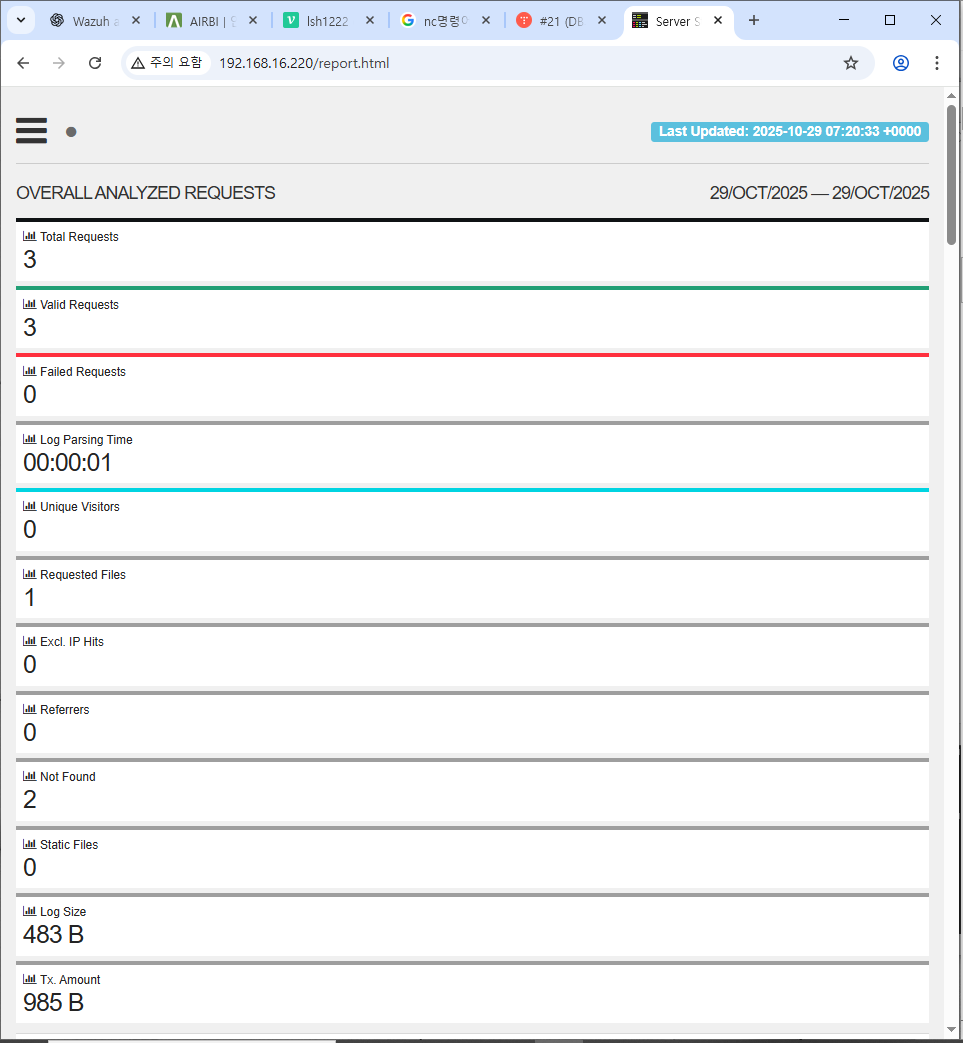 Wazuh a
AIRBI |
lsh1222
nc명령어
#21 (DB
Server S
주의 요함
192.168.16.220/report.html
Last Updated: 2025-10-29 07:20:33 +0000
OVERALL ANALYZED REQUESTS
29/OCT/2025 — 29/OCT/2025
Total Requests
3
Valid Requests
3
Failed Requests
0
Log Parsing Time
00:00:01
Unique Visitors
0
Requested Files
1
Excl. IP Hits
0
Referrers
0
Not Found
2
Static Files
0
Log Size
483 B
Tx. Amount
985 B